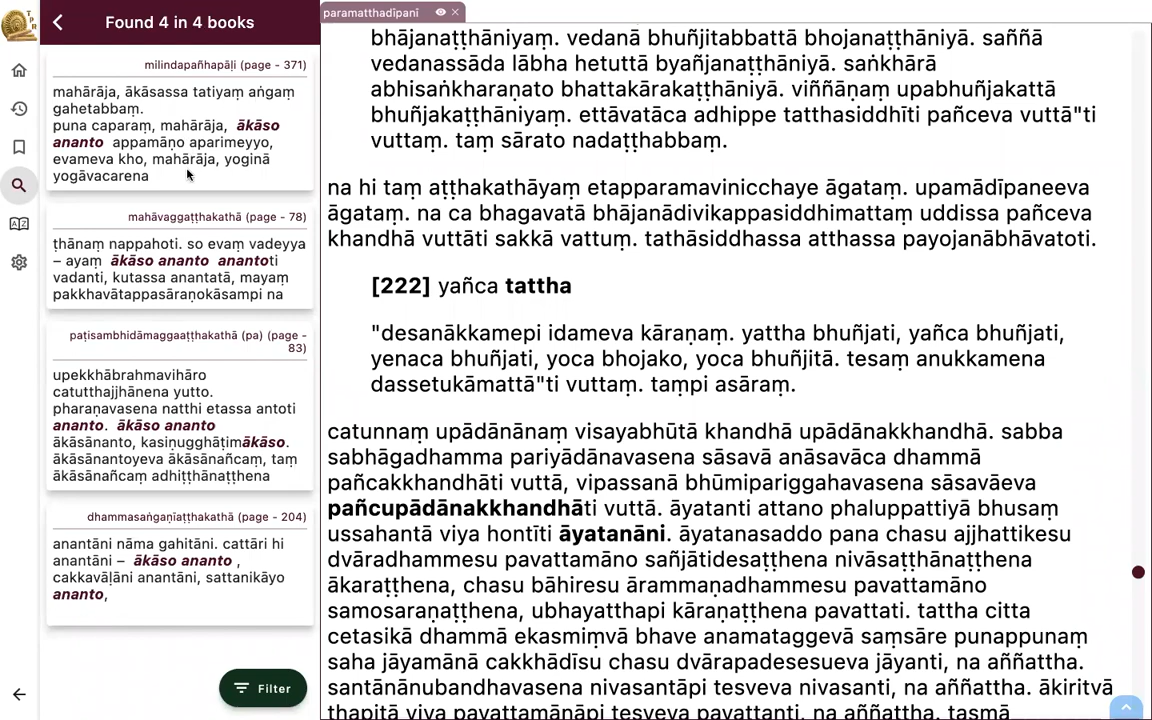 T
P
R
Found 4 in 4 books
milindapañhapāḷi (page - 371)
mahārāja, ākāsassa tatiyaṃ aṅgaṃ
gahetabbaṃ.
puna caparaṃ, mahārāja, ākāso
ananto appamāṇo aparimeyyo,
evameva kho, mahārāja, yoginā
yogāvacarena
mahāvaggaṭṭhakathā (page - 78)
ṭhānaṃ nappahoti. so evaṃ vadeyya
– ayaṃ ākāso ananto anantoti
vadanti, kutassa anantatā, mayaṃ
pakkhavātappasāraṇokāsampi na
paṭisambhidāmaggaaṭṭhakathā (pa) (page -
83)
upekkhābrahmavihāro
catutthajjhānena yutto.
pharaṇavasena natthi etassa antoti
ananto. ākāso ananto
ākāsānanto, kasiṇugghāṭimākāso.
ākāsānantoyeva ākāsānañcaṃ, taṃ
ākāsānañcaṃ adhiṭṭhānaṭṭhena
dhammasaṅgaṇīaṭṭhakathā (page - 204)
anantāni nāma gahitāni. cattāri hi
anantāni – ākāso ananto ,
cakkavāḷāni anantāni, sattanikāyo
ananto,
Filter
paramatthadīpanī
bhājanaṭṭhāniyaṃ. vedanā bhuñjitabbattā bhojanaṭṭhāniyā. saññā
vedanassāda lābha hetuttā byañjanaṭṭhāniyā. saṅkhārā
abhisaṅkharaṇato bhattakārakaṭṭhāniyā. viññāṇaṃ upabhuñjakattā
bhuñjakaṭṭhāniyaṃ. ettāvatāca adhippe tatthasiddhīti pañceva vuttā"ti
vuttaṃ. taṃ sārato nadaṭṭhabbaṃ.
na hi taṃ aṭṭhakathāyaṃ etapparamavinicchaye āgataṃ. upamādīpaneeva
āgataṃ. na ca bhagavatā bhājanādivikappasiddhimattaṃ uddissa pañceva
khandhā vuttāti sakkā vattuṃ. tathāsiddhassa atthassa payojanābhāvatoti.
[222] yañca tattha
"desanākkamepi idameva kāraṇaṃ. yattha bhuñjati, yañca bhuñjati,
yenaca bhuñjati, yoca bhojako, yoca bhuñjitā. tesaṃ anukkamena
dassetukāmattā"ti vuttaṃ. taṃpi asāraṃ.
catunnaṃ upādānānaṃ visayabhūtā khandhā upādānakkhandhā. sabba
sabhāgadhamma pariyādānavasena sāsavā anāsavāca dhammā
pañcakkhandhāti vuttā, vipassanā bhūmipariggahavasena sāsavāeva
pañcupādānakkhandhāti vuttā. āyatanti attano phaluppattiyā bhusaṃ
ussahantā viya hontīti āyatanāni. āyatanasaddo pana chasu ajjhattikesu
dvāradhammesu pavattamāno sañjātidesaṭṭhena nivāsaṭṭhānaṭṭhena
ākaraṭṭhena, chasu bāhiresu ārammaṇadhammesu pavattamāno
samosaraṇaṭṭhena, ubhayatthapi kāraṇaṭṭhena pavattati. tattha citta
cetasikā dhammā ekasmiṃvā bhave anamataggevā saṃsāre punappunaṃ
saha jāyamānā cakkhādīsu chasu dvārapadesesueva jāyanti, na aññattha.
santānānubandhavasena nivasantāpi tesveva nivasanti, na aññattha. ākiritvā
thapitā viya pavattamānāpi tesveva pavattanti, na aññattha. tasmā